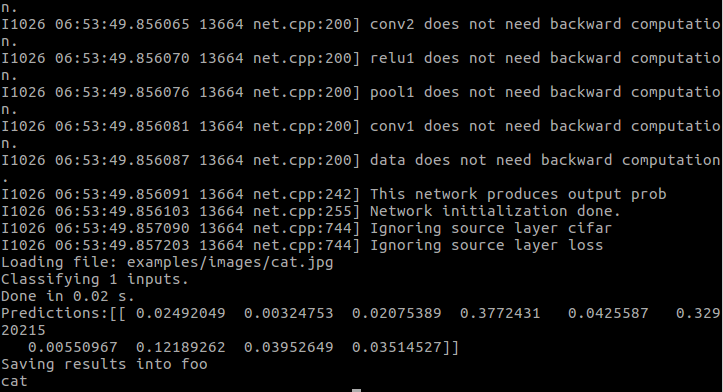 n.
I1026 06:53:49.856065 13664 net.cpp:200] conv2 does not need backward computatio
n.
I1026 06:53:49.856070 13664 net.cpp:200] relu1 does not need backward computatio
n.
I1026 06:53:49.856076 13664 net.cpp:200] pool1 does not need backward computatio
n.
I1026 06:53:49.856081 13664 net.cpp:200] conv1 does not need backward computatio
n.
I1026 06:53:49.856087 13664 net.cpp:200] data does not need backward computation
.
I1026 06:53:49.856091 13664 net.cpp:242] This network produces output prob
I1026 06:53:49.856103 13664 net.cpp:255] Network initialization done.
I1026 06:53:49.857090 13664 net.cpp:744] Ignoring source layer cifar
I1026 06:53:49.857203 13664 net.cpp:744] Ignoring source layer loss
Loading file: examples/images/cat.jpg
Classifying 1 inputs.
Done in 0.02 s.
Predictions:[[ 0.02492049  0.00324753  0.02075389  0.3772431   0.0425587   0.329
20215
   0.00550967  0.12189262  0.03952649  0.03514527]]
Saving results into foo
cat